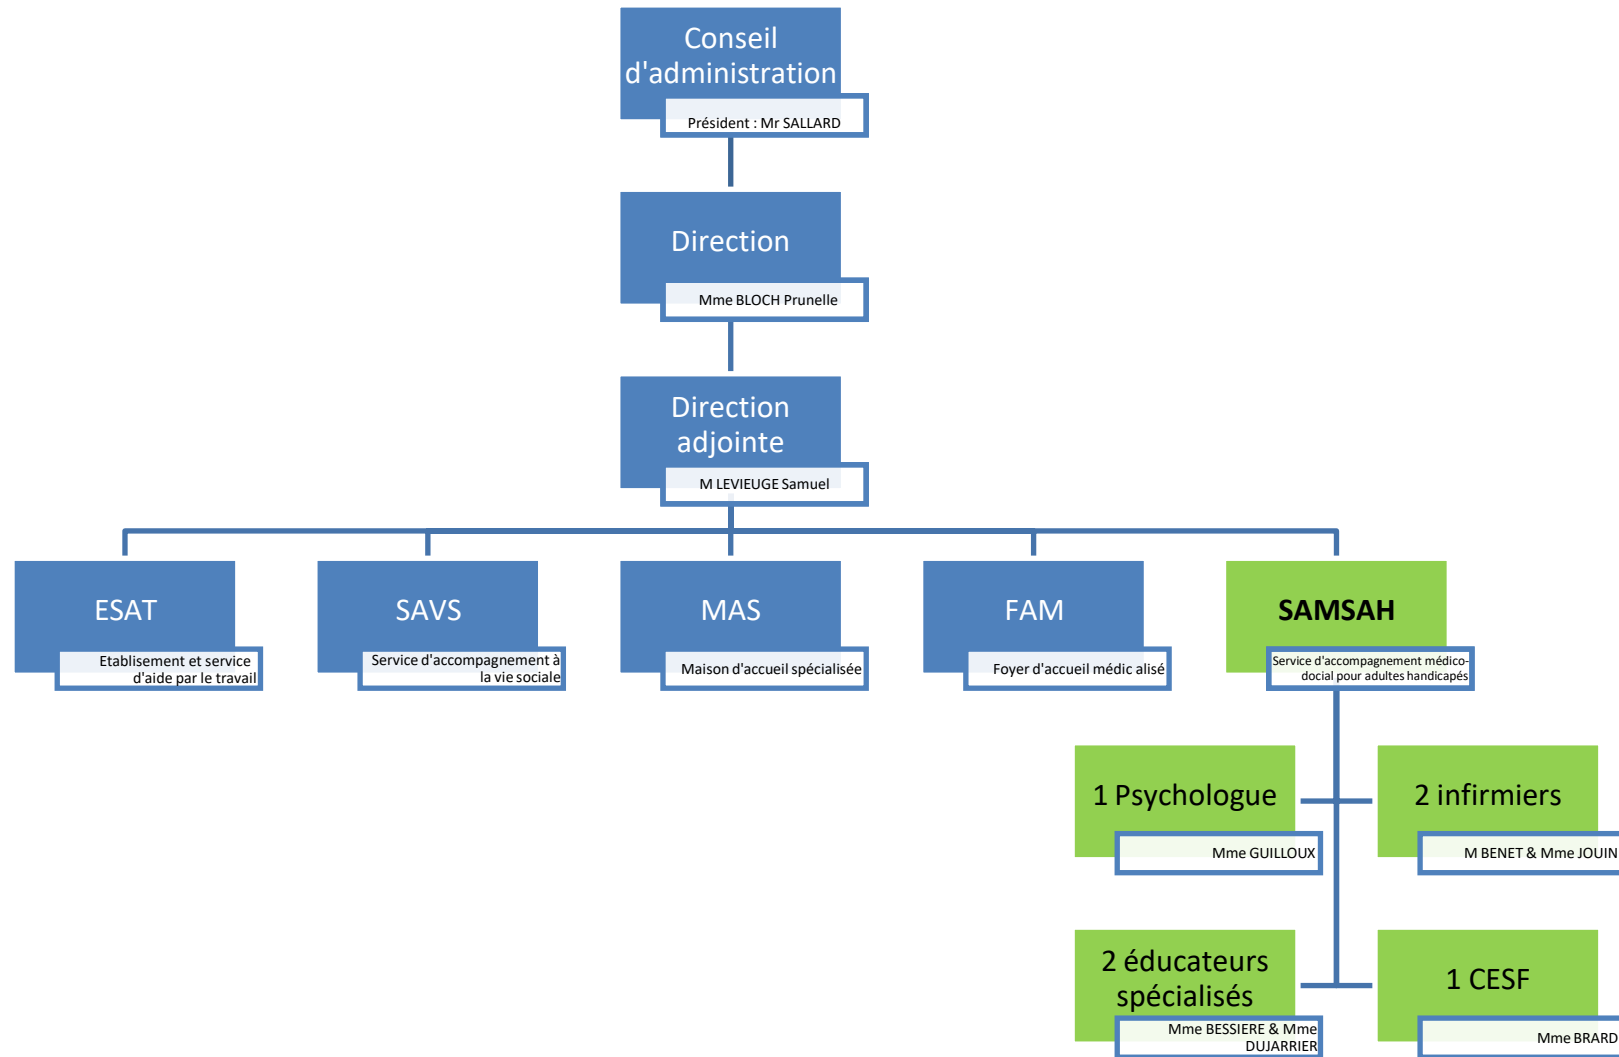 Conseil
d'administration
Président : Mr SALLARD
Direction
Mme BLOCH Prunelle
Direction
adjointe
M LEVIEUGE Samuel
ESAT
Etablisement et service
d'aide par le travail
SAVS
Service d'accompagnement à
la vie sociale
MAS
Maison d'accueil spécialisée
FAM
Foyer d'accueil médic alisé
SAMSAH
Service d'accompagnement médico-
docial pour adultes handicapés
1 Psychologue
Mme GUILLOUX
2 infirmiers
M BENET & Mme JOUIN
2 éducateurs
spécialisés
Mme BESSIERE & Mme
DUJARRIER
1 CESF
Mme BRARD